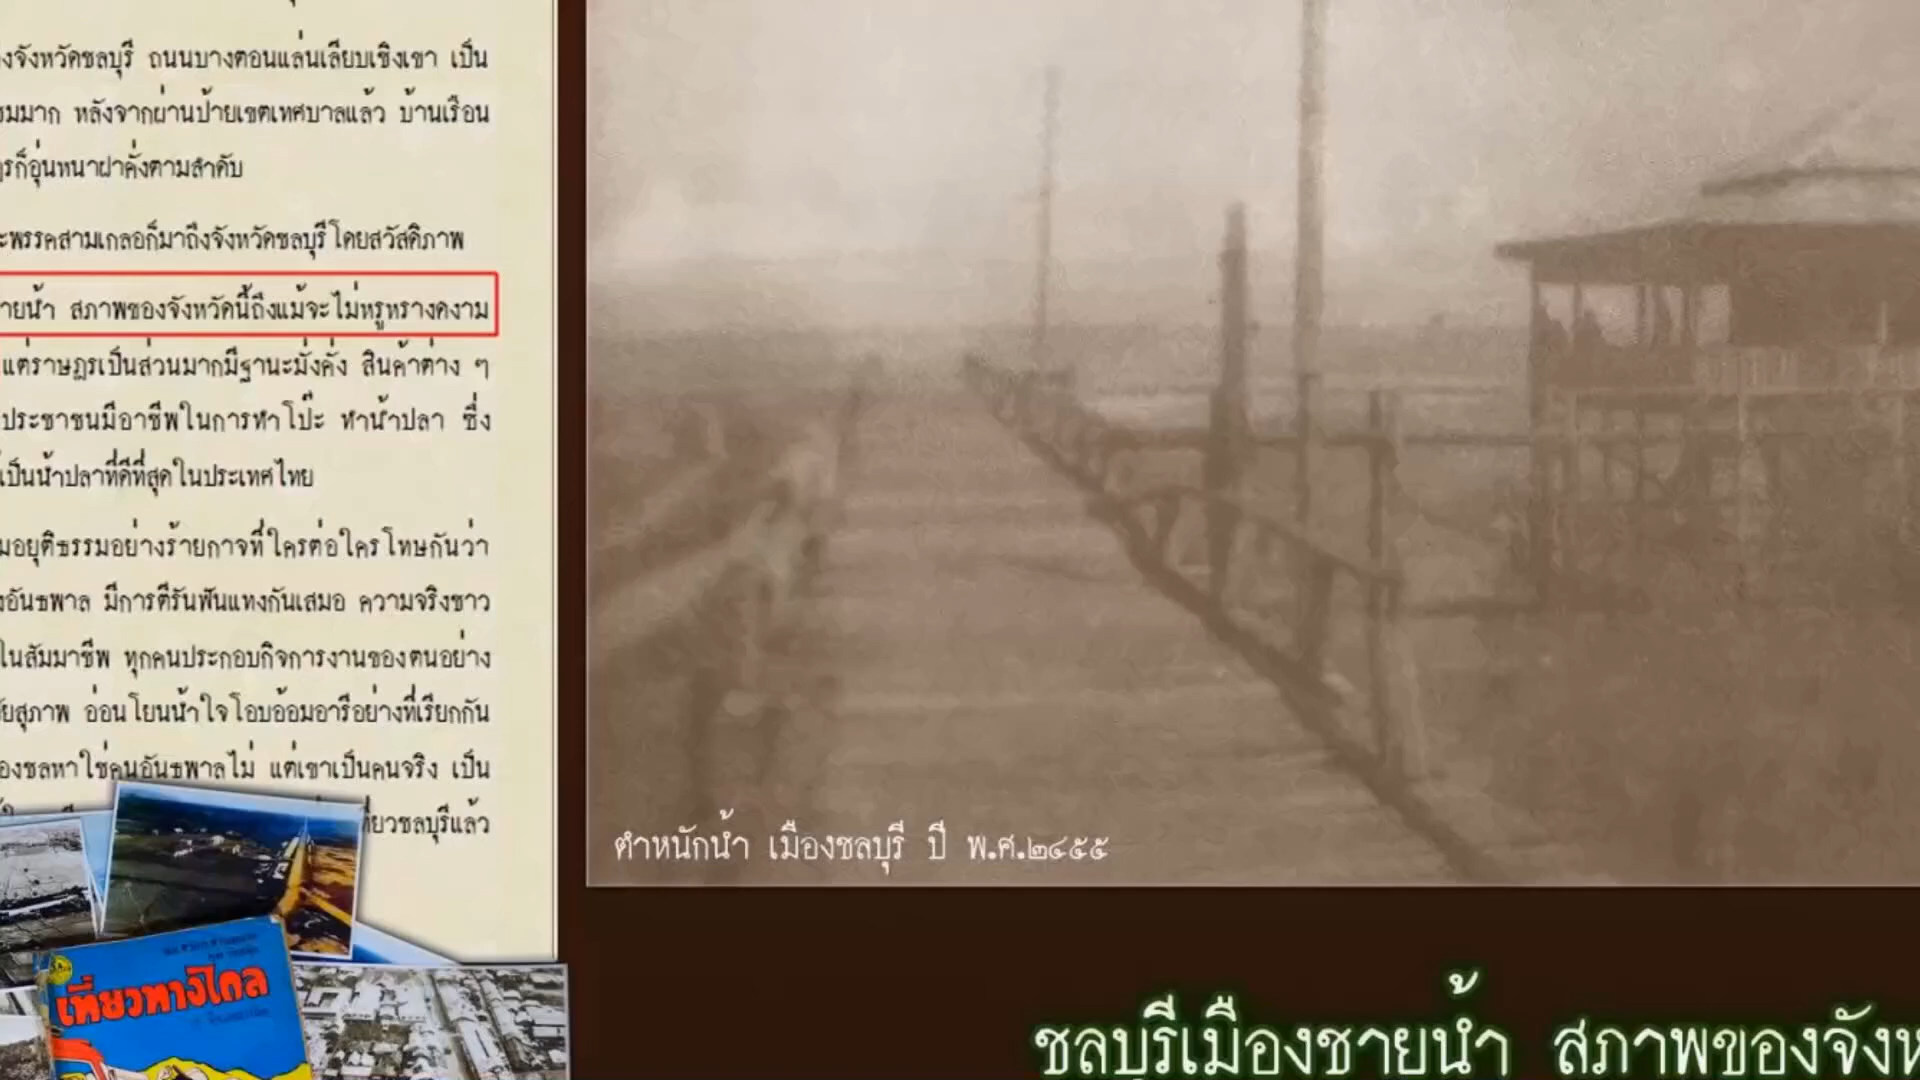 งจังหวัดชลบุรี ถนนบางตอนแล่นเลียบเชิงเขา เป็น
ชมมาก หลังจากผ่านป้ายเขตเทศบาลแล้ว บ้านเรือน
รก็อุ่นหนาฝาคั่งตามลำดับ
ะพรรคสามเกลอก็มาถึงจังหวัดชลบุรีโดยสวัสดิภาพ
ายน้ำ สภาพของจังหวัดนี้ถึงแม้จะไม่หรูหรางดงาม
แต่ราษฎรเป็นส่วนมากมีฐานะมั่งคั่ง สินค้าต่าง ๆ
ประชาชนมีอาชีพในการทำโป๊ะ ทำน้ำปลา ซึ่ง
เป็นน้ำปลาที่ดีที่สุดในประเทศไทย
มอยุติธรรมอย่างร้ายกาจที่ใครต่อใครโทษกันว่า
งอันธพาล มีการตีรันฟันแทงกันเสมอ ความจริงชาว
ในสัมมาชีพ ทุกคนประกอบกิจการงานของตนอย่าง
ัยสุภาพ อ่อนโยนน้ำใจโอบอ้อมอารีอย่างที่เรียกกัน
องชลหาใช่คนอันธพาลไม่ แต่เขาเป็นคนจริง เป็น
ที่ยวชลบุรีแล้ว
เที่ยวทางไกล
ตำหนักน้ำ เมืองชลบุรี ปี พ.ศ.๒๔๕๕
ชลบุรีเมืองชายน้ำ สภาพของจังห